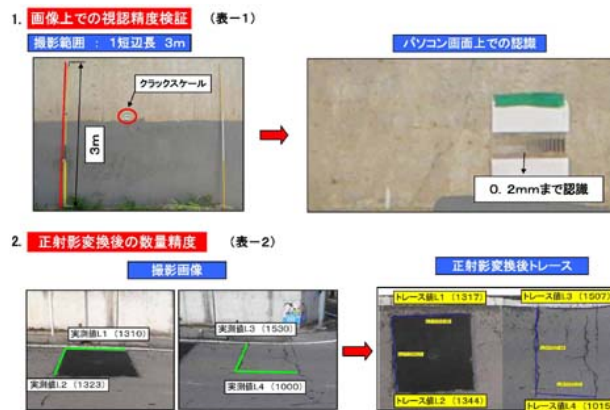 1. 画像上での視認精度検証 (表－1)
撮影範囲 : 1短辺長 3m
パソコン画面上での認識
クラックスケール
3m
0.2mmまで認識
2. 正射影変換後の数量精度 (表－2)
撮影画像
正射影変換後トレース
実測値L1 (1310)
実測値L3 (1530)
トレース値L1 (1317)
トレース値L3 (1507)
実測値L2 (1323)
実測値L4 (1000)
トレース値L2 (1344)
トレース値L4 (1015)